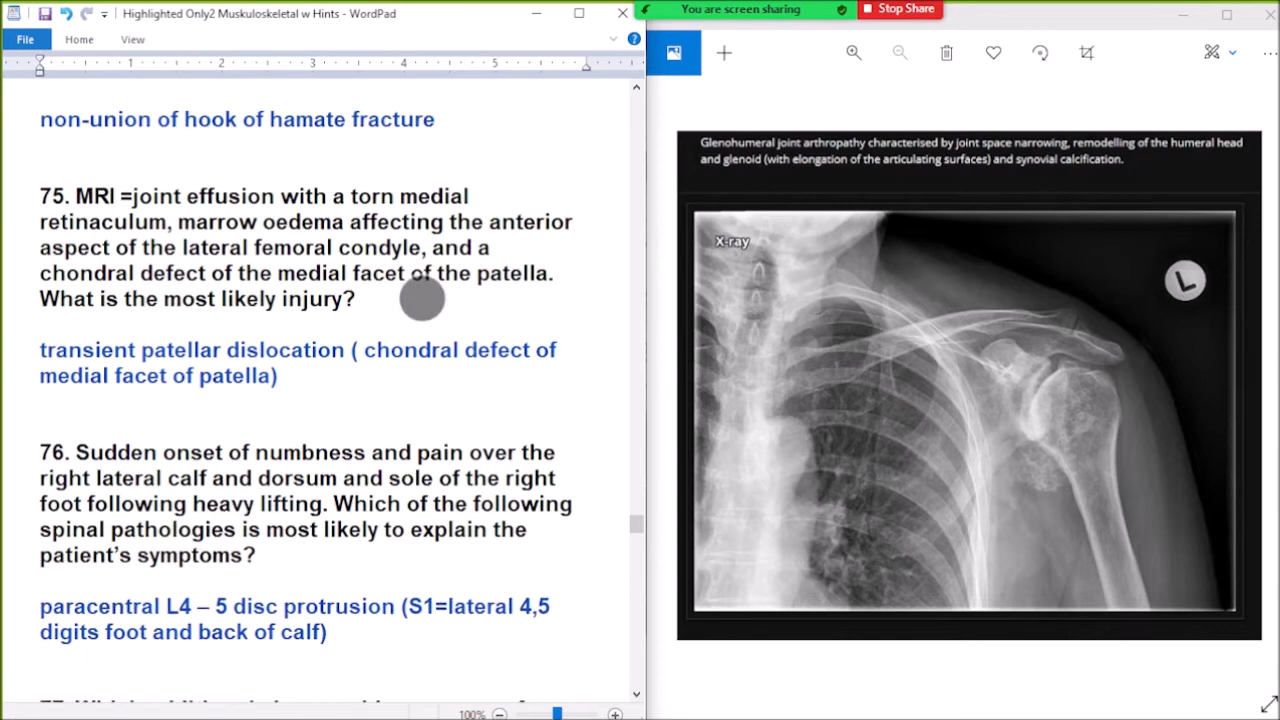 Highlighted Only2 Muskuloskeletal w Hints - WordPad
You are screen sharing
Stop Share
File
Home
View
1
2
3
4
5
non-union of hook of hamate fracture
75. MRI =joint effusion with a torn medial
retinaculum, marrow oedema affecting the anterior
aspect of the lateral femoral condyle, and a
chondral defect of the medial facet of the patella.
What is the most likely injury?
transient patellar dislocation ( chondral defect of
medial facet of patella)
76. Sudden onset of numbness and pain over the
right lateral calf and dorsum and sole of the right
foot following heavy lifting. Which of the following
spinal pathologies is most likely to explain the
patient's symptoms?
paracentral L4 – 5 disc protrusion (S1=lateral 4,5
digits foot and back of calf)
100%
Glenohumeral joint arthropathy characterised by joint space narrowing, remodelling of the humeral head
and glenoid (with elongation of the articulating surfaces) and synovial calcification.
X-ray
L